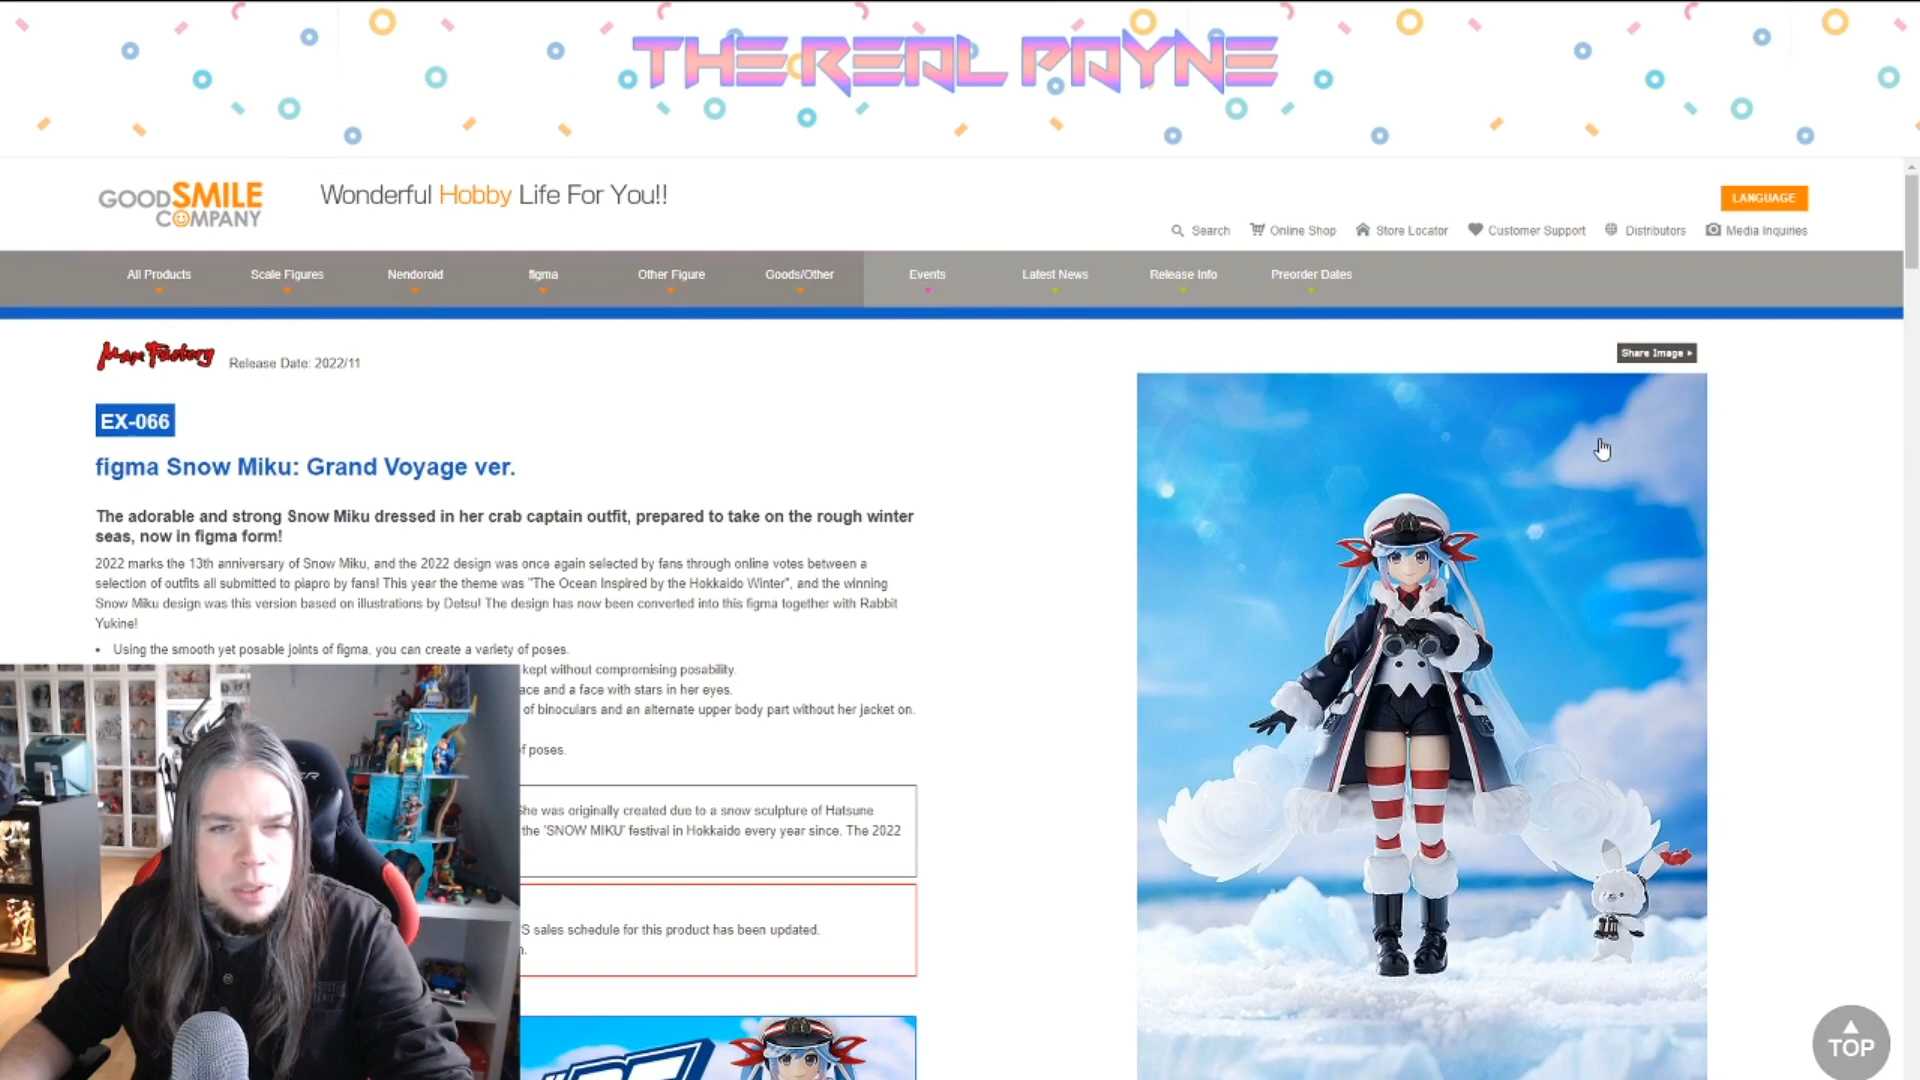 THE REAL PAYNE
GOOD SMILE
COMPANY
Wonderful Hobby Life For You!!
LANGUAGE
Search
Online Shop
Store Locator
Customer Support
Distributors
Media Inquiries
All Products
Scale Figures
Nendoroid
figma
Other Figure
Goods/Other
Events
Latest News
Release Info
Preorder Dates
Max Factory
Release Date: 2022/11
Share Image
EX-066
figma Snow Miku: Grand Voyage ver.
The adorable and strong Snow Miku dressed in her crab captain outfit, prepared to take on the rough winter
seas, now in figma form!
2022 marks the 13th anniversary of Snow Miku, and the 2022 design was once again selected by fans through online votes between a
selection of outfits all submitted to piapro by fans! This year the theme was "The Ocean Inspired by the Hokkaido Winter", and the winning
Snow Miku design was this version based on illustrations by Detsu! The design has now been converted into this figma together with Rabbit
Yukine!
• Using the smooth yet posable joints of figma, you can create a variety of poses.
kept without compromising posability.
ace and a face with stars in her eyes.
of binoculars and an alternate upper body part without her jacket on.
f poses.
She was originally created due to a snow sculpture of Hatsune
the 'SNOW MIKU' festival in Hokkaido every year since. The 2022
S sales schedule for this product has been updated.
n.
TOP